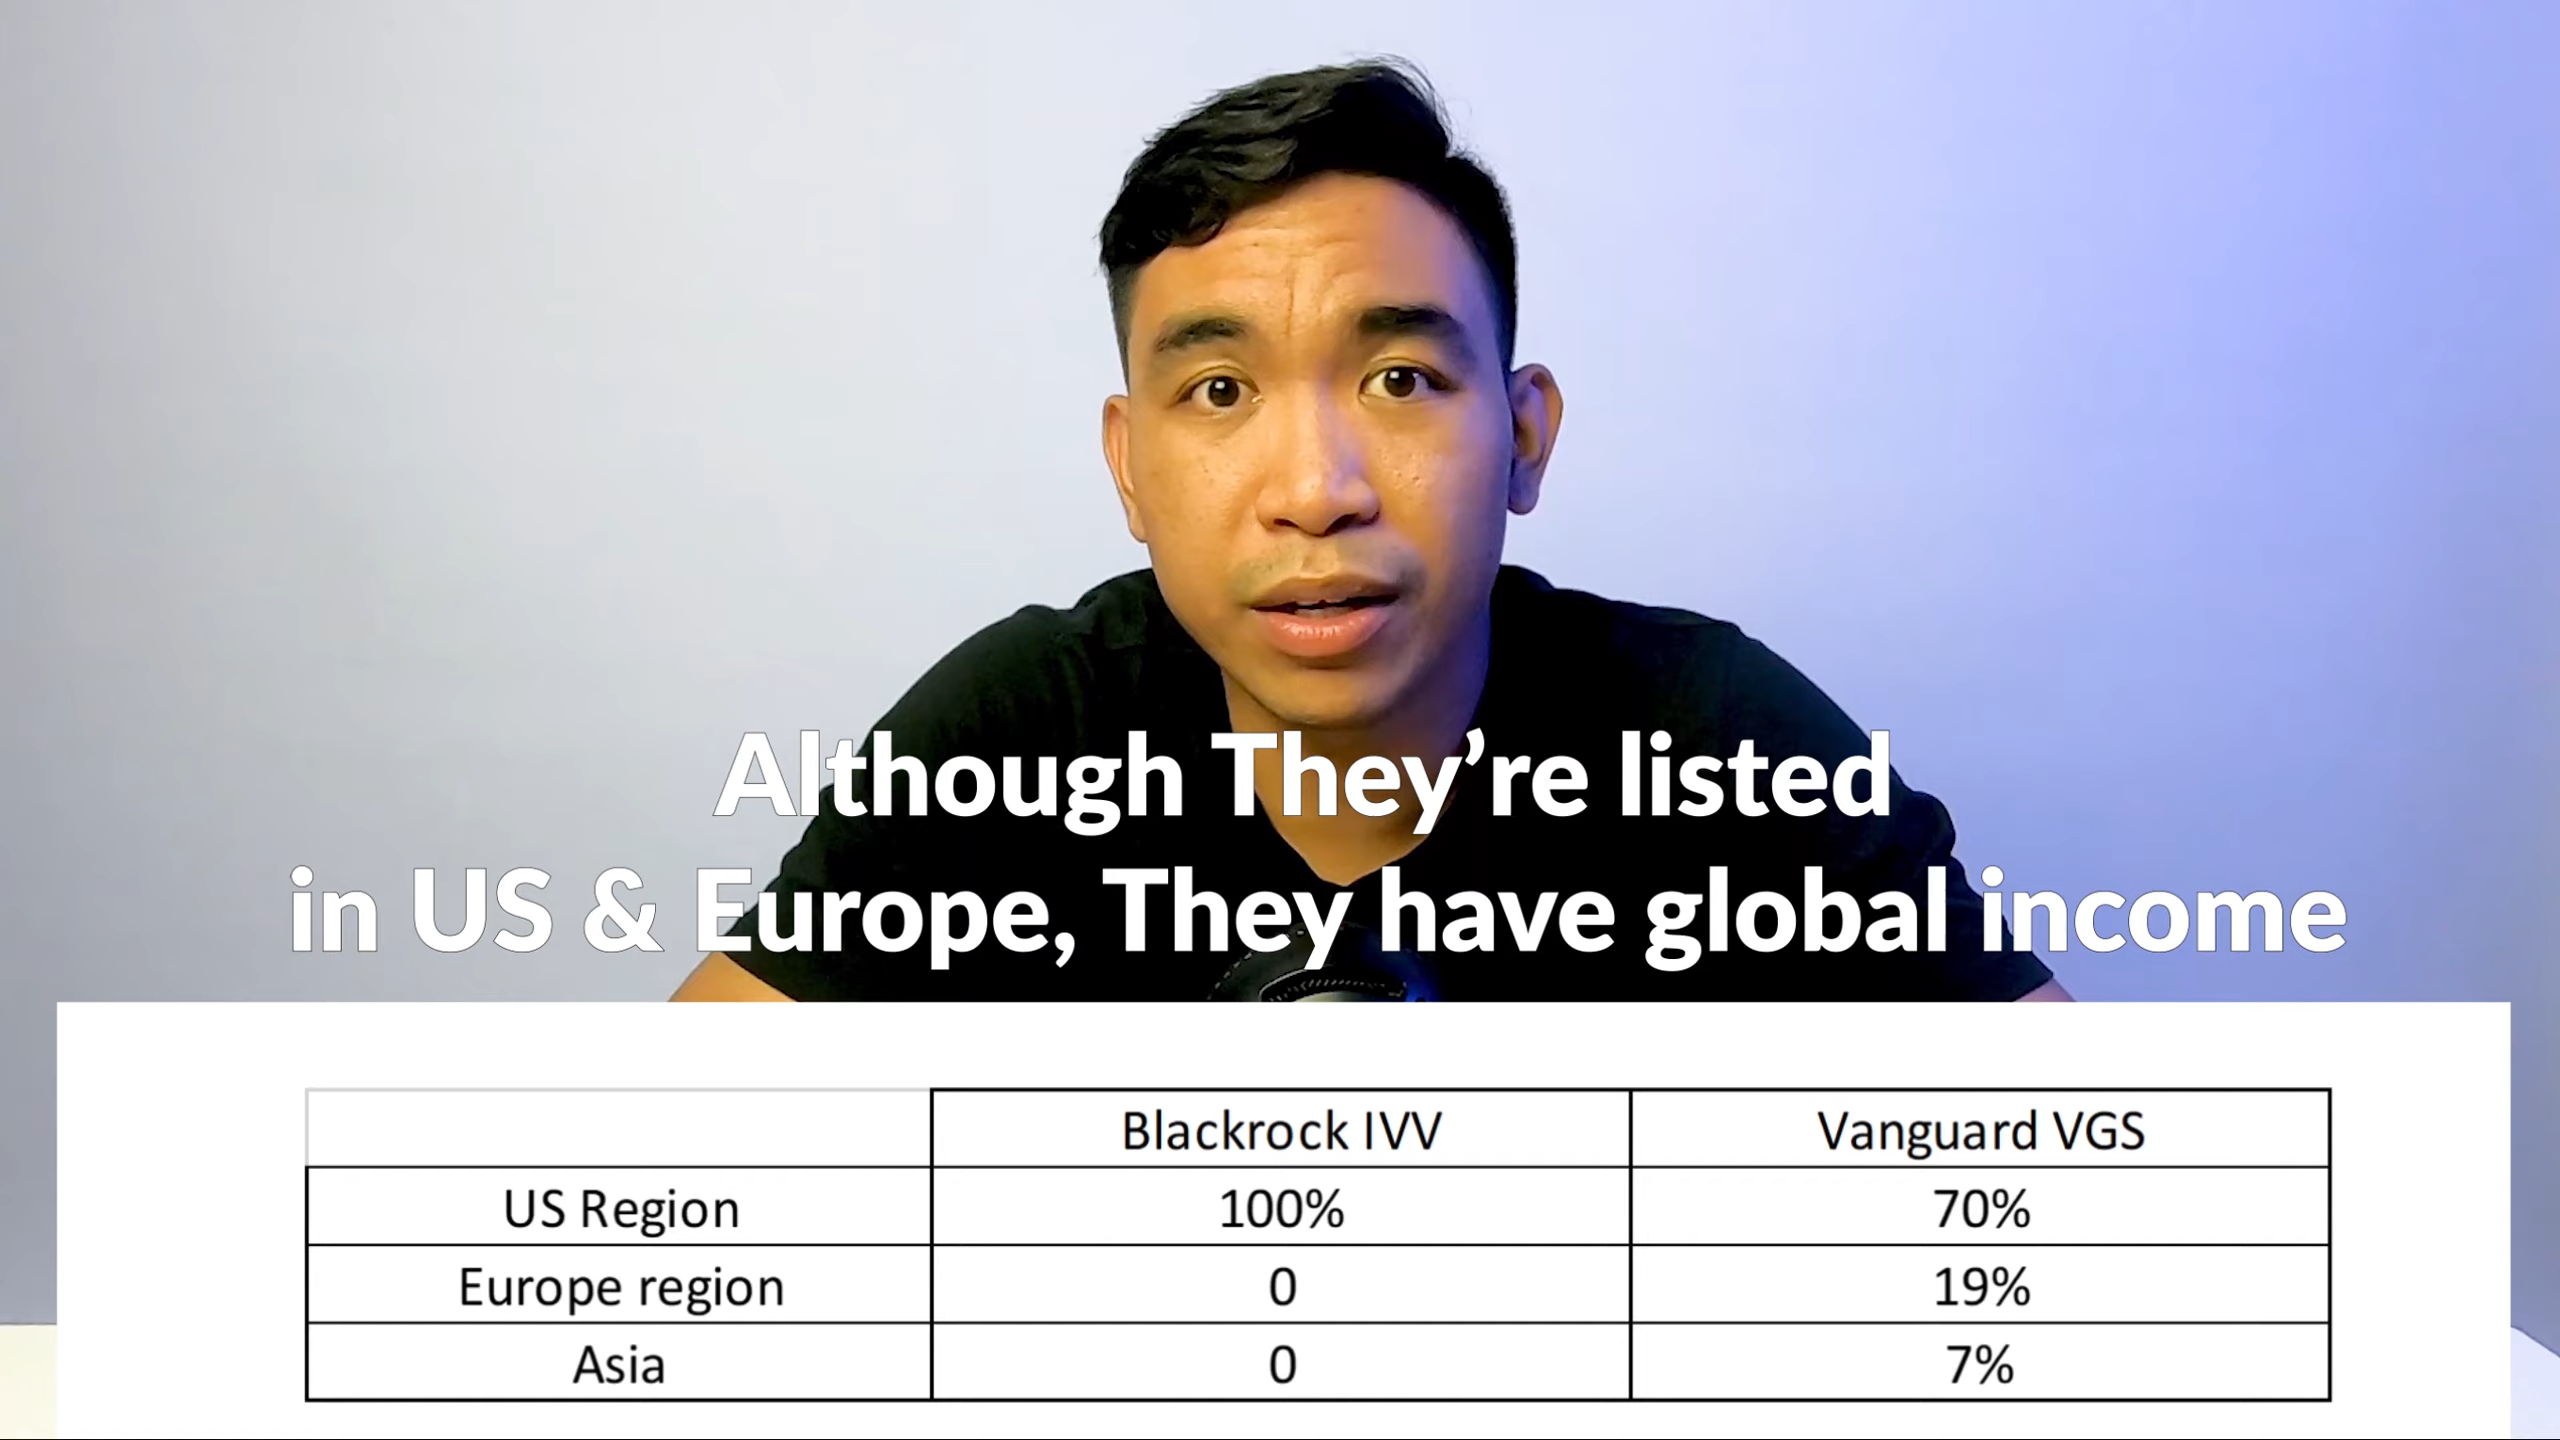 Although They’re listed
in US & Europe, They have global income
Blackrock IVV Vanguard VGS
US Region 100% 70%
Europe region 0 19%
Asia 0 7%